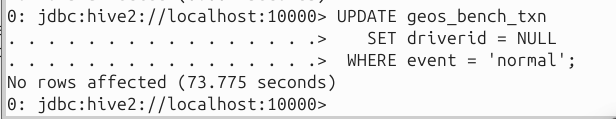 0: jdbc:hive2://localhost:10000> UPDATE geos_bench_txn
. . . . . . . . . . . . . . . .>    SET driverid = NULL
. . . . . . . . . . . . . . . .>  WHERE event = 'normal';
No rows affected (73.775 seconds)
0: jdbc:hive2://localhost:10000>